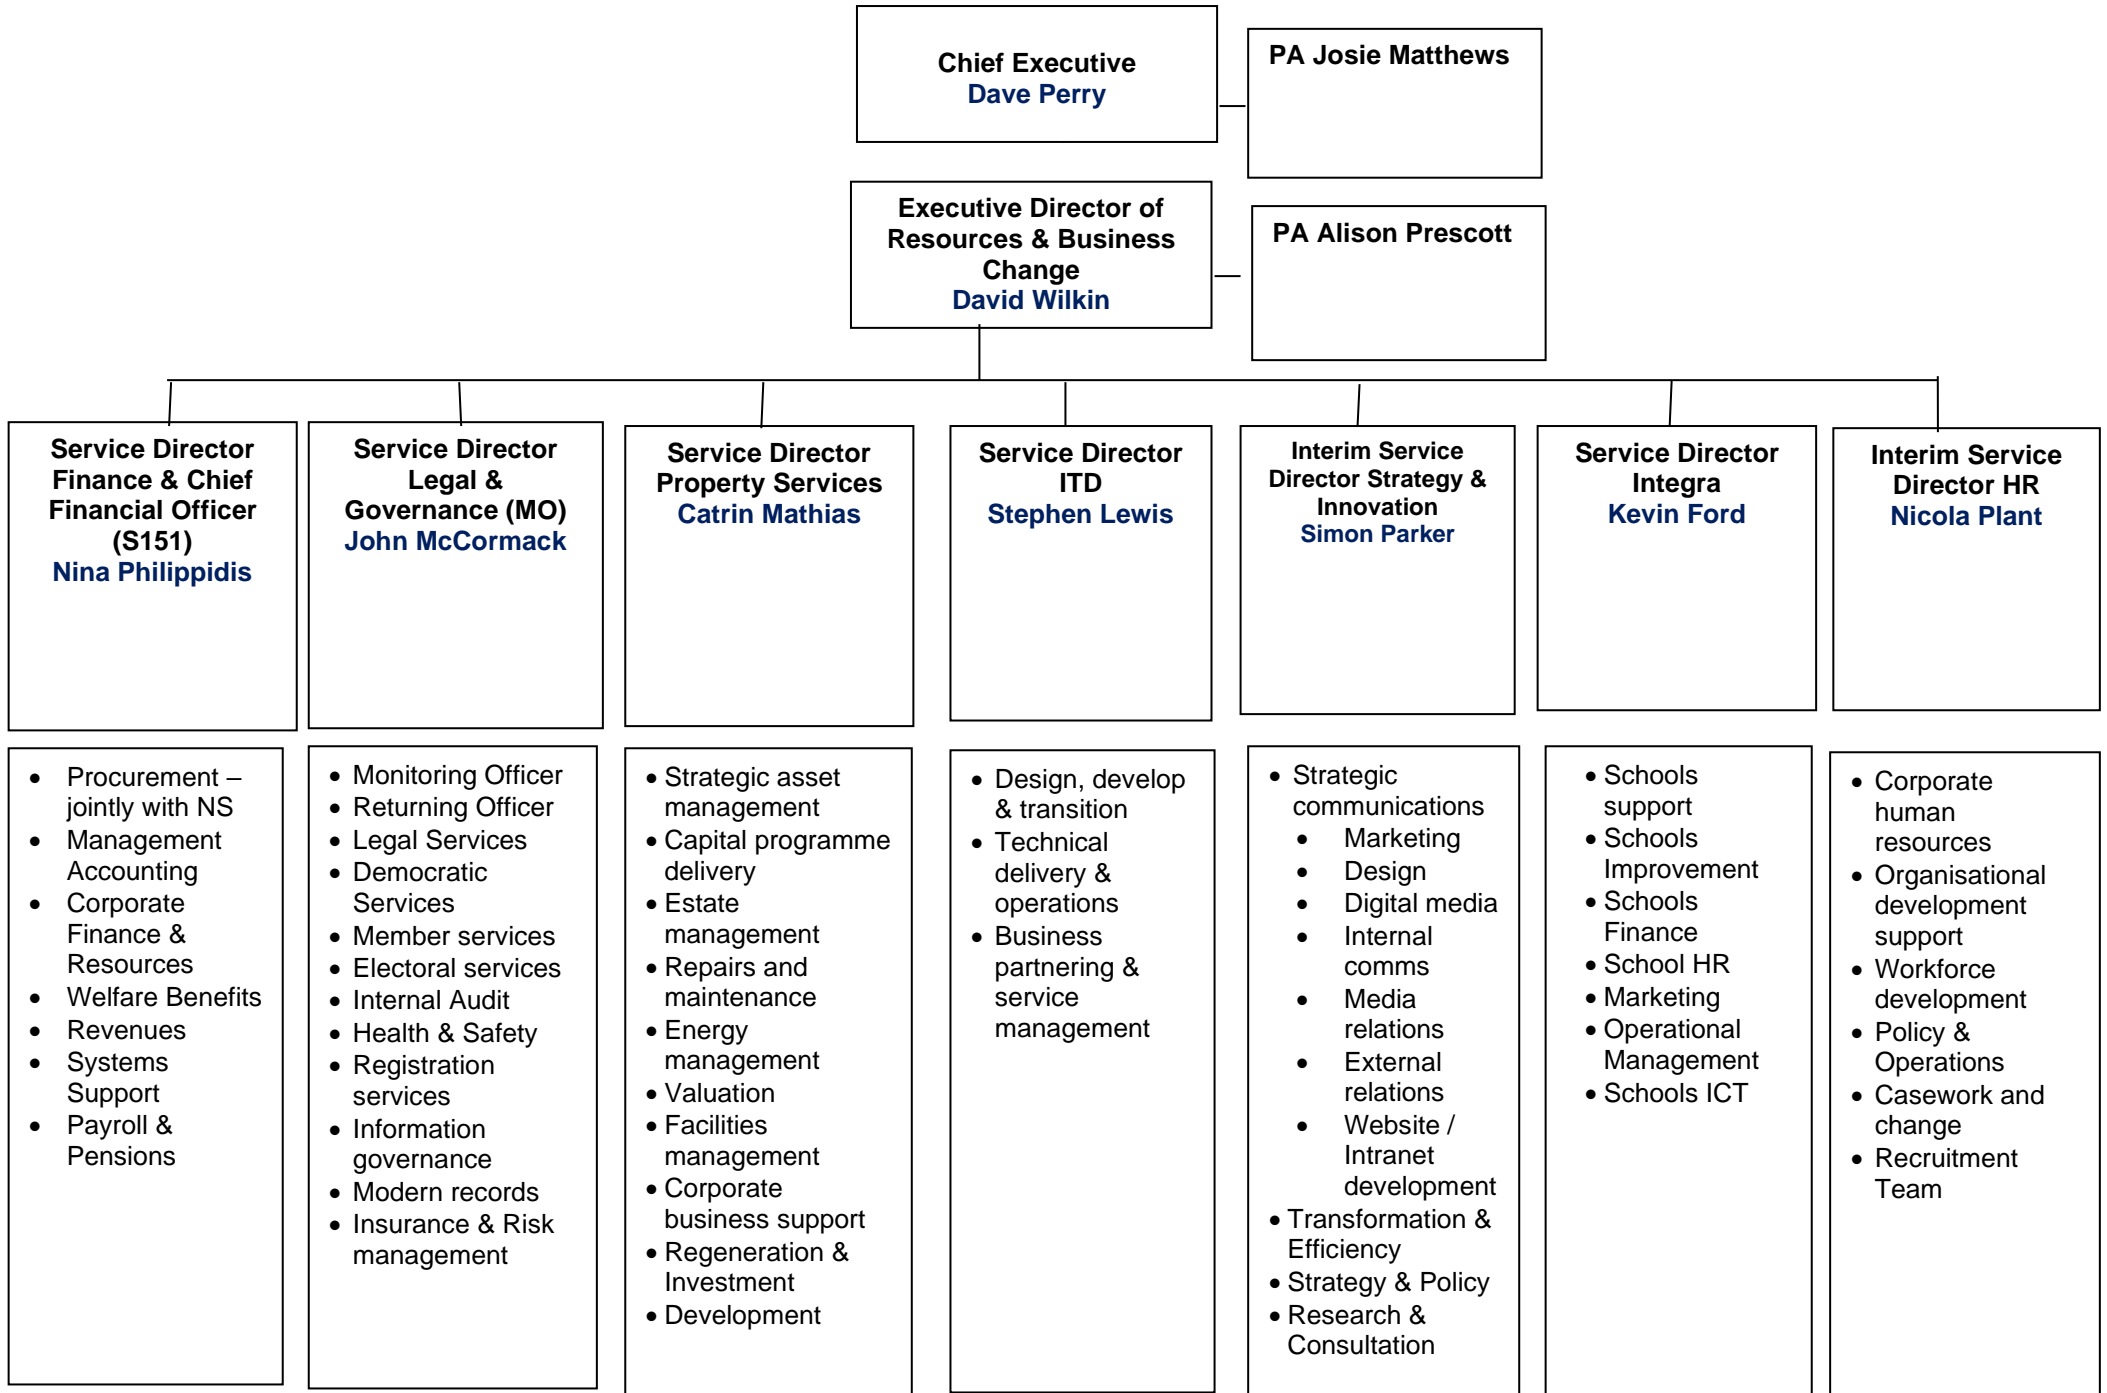 Chief Executive
Dave Perry
PA Josie Matthews
Executive Director of
Resources & Business
Change
David Wilkin
PA Alison Prescott
Service Director
Finance & Chief
Financial Officer
(S151)
Nina Philippidis
Service Director
Legal &
Governance (MO)
John McCormack
Service Director
Property Services
Catrin Mathias
Service Director
ITD
Stephen Lewis
Interim Service
Director Strategy &
Innovation
Simon Parker
Service Director
Integra
Kevin Ford
Interim Service
Director HR
Nicola Plant
• Procurement –
jointly with NS
• Management
Accounting
• Corporate
Finance &
Resources
• Welfare Benefits
• Revenues
• Systems
Support
• Payroll &
Pensions
• Monitoring Officer
• Returning Officer
• Legal Services
• Democratic
Services
• Member services
• Electoral services
• Internal Audit
• Health & Safety
• Registration
services
• Information
governance
• Modern records
• Insurance & Risk
management
• Strategic asset
management
• Capital programme
delivery
• Estate
management
• Repairs and
maintenance
• Energy
management
• Valuation
• Facilities
management
• Corporate
business support
• Regeneration &
Investment
• Development
• Design, develop
& transition
• Technical
delivery &
operations
• Business
partnering &
service
management
• Strategic
communications
• Marketing
• Design
• Digital media
• Internal
comms
• Media
relations
• External
relations
• Website /
Intranet
development
• Transformation &
Efficiency
• Strategy & Policy
• Research &
Consultation
• Schools
support
• Schools
Improvement
• Schools
Finance
• School HR
• Marketing
• Operational
Management
• Schools ICT
• Corporate
human
resources
• Organisational
development
support
• Workforce
development
• Policy &
Operations
• Casework and
change
• Recruitment
Team